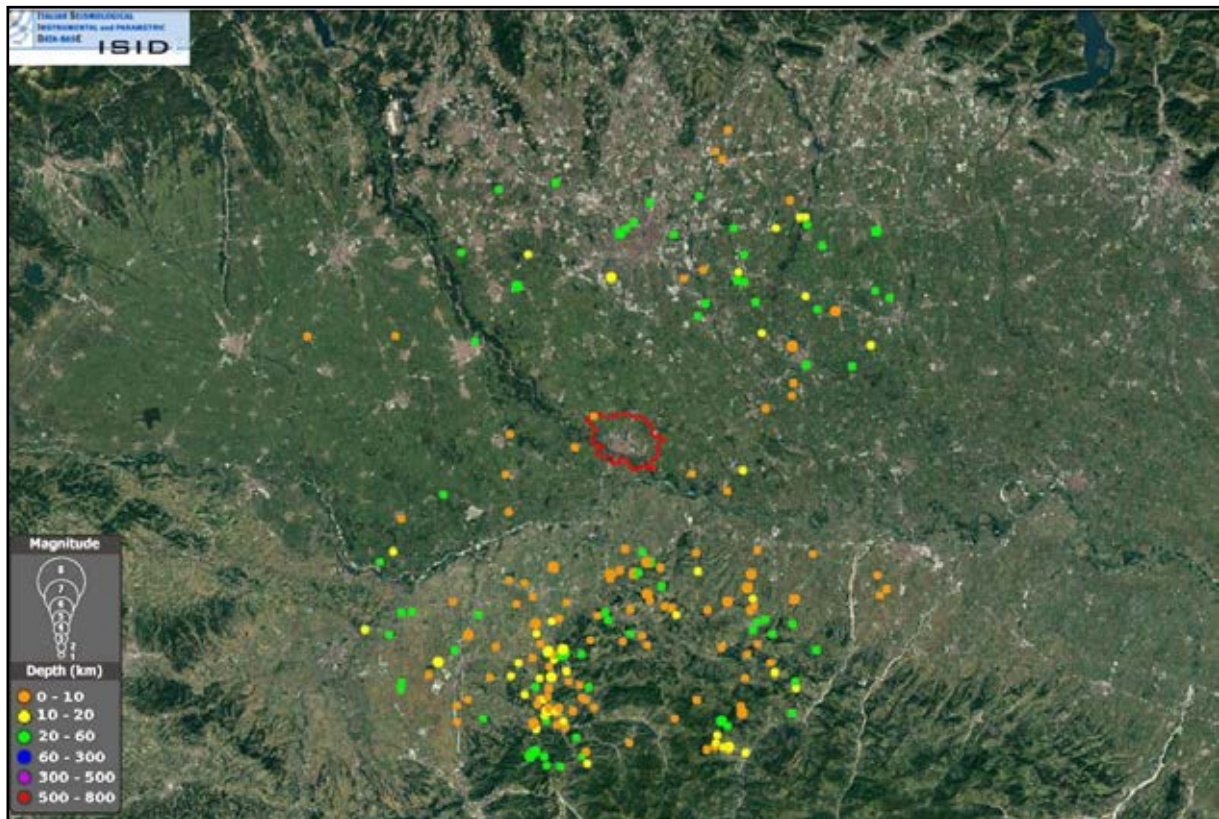 ITALIAN SEISMOLOGICAL
INSTRUMENTAL and PARAMETRIC
DATA-BASE
ISID
Magnitude
8
7
6
5
4
2
1
Depth (km)
0 - 10
10 - 20
20 - 60
60 - 300
300 - 500
500 - 800